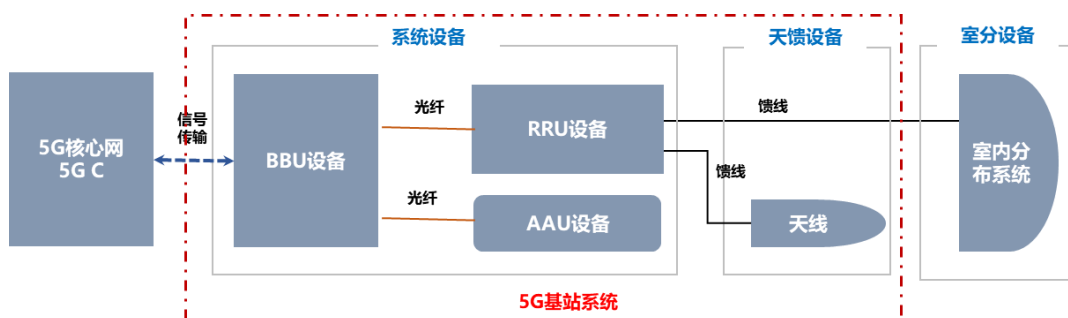 系统设备
天馈设备
室分设备
5G核心网
5G C
信号
传输
BBU设备
光纤
RRU设备
馈线
室内分
布系统
馈线
光纤
AAU设备
天线
5G基站系统